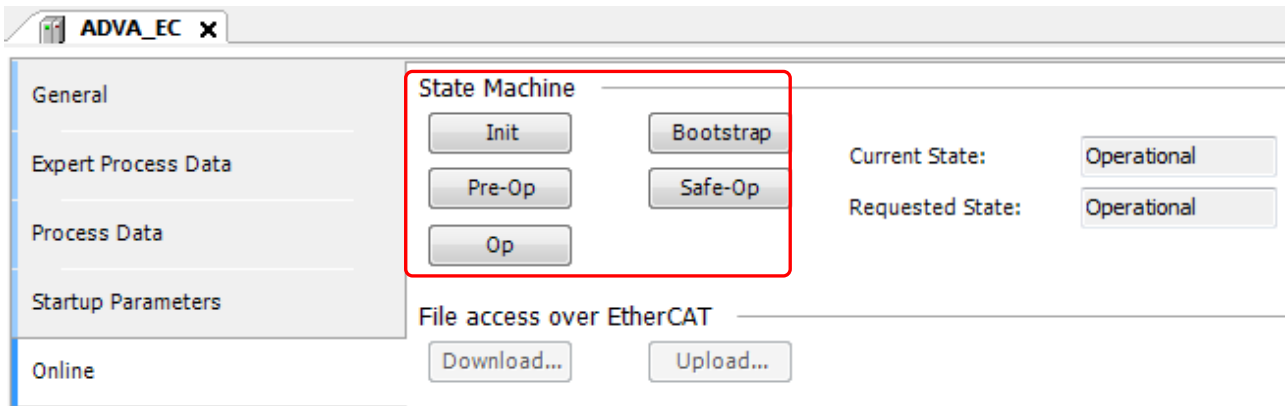 ADVA_EC x
General
Expert Process Data
Process Data
Startup Parameters
Online
State Machine
Init Bootstrap
Pre-Op Safe-Op
Op
Current State: Operational
Requested State: Operational
File access over EtherCAT
Download... Upload...